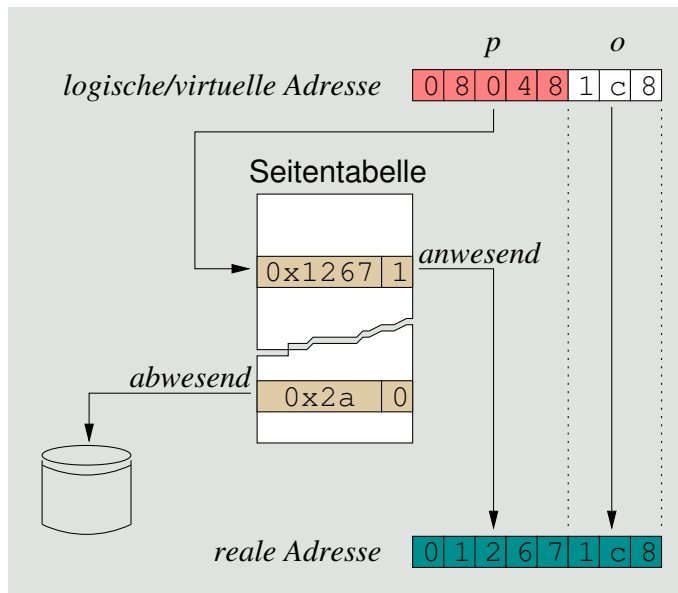 p o
logische/virtuelle Adresse 0 8 0 4 8 1 c 8
Seitentabelle
0x1267 1 anwesend
abwesend
0x2a 0
reale Adresse 0 1 2 6 7 1 c 8